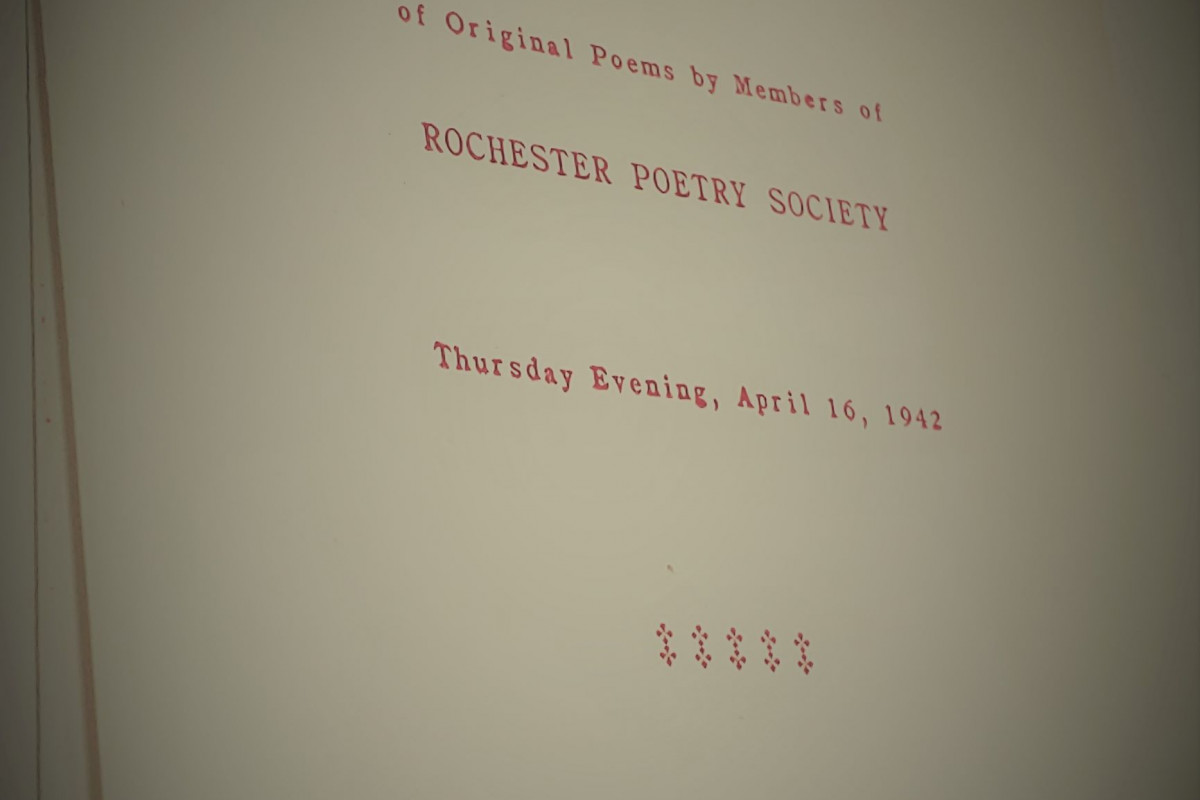 of Original Poems by Members of
ROCHESTER POETRY SOCIETY
Thursday Evening, April 16, 1942